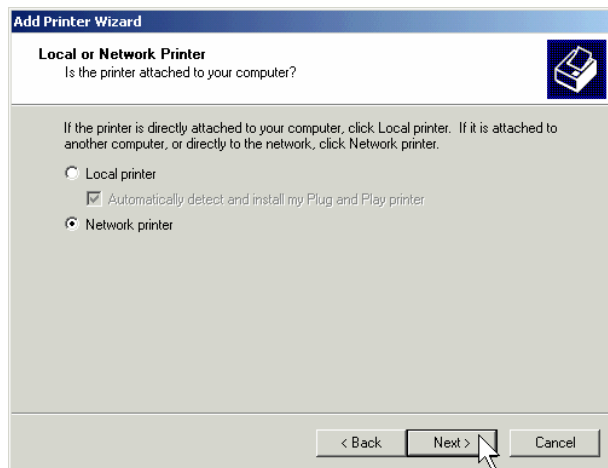 Add Printer Wizard
Local or Network Printer
Is the printer attached to your computer?
If the printer is directly attached to your computer, click Local printer. If it is attached to
another computer, or directly to the network, click Network printer.
Local printer
Automatically detect and install my Plug and Play printer
Network printer
< Back Next > Cancel